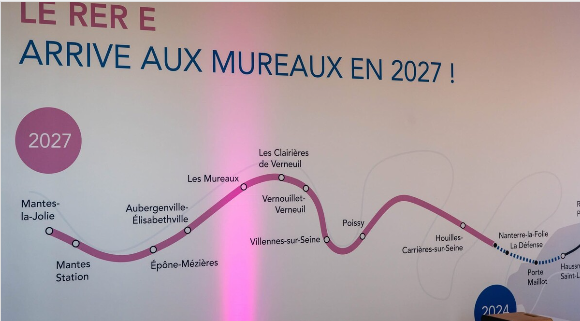 LE RER E
ARRIVE AUX MUREAUX EN 2027 !
2027
Mantes-
la-Jolie
Mantes
Station
Aubergenville-
Élisabethville
Épône-Mézières
Les Mureaux
Les Clairières
de Verneuil
Vernouillet-
Verneuil
Villennes-sur-Seine
Poissy
Houilles-
Carrières-sur-Seine
Nanterre-la-Folie
La Défense
Porte
Maillot
2024